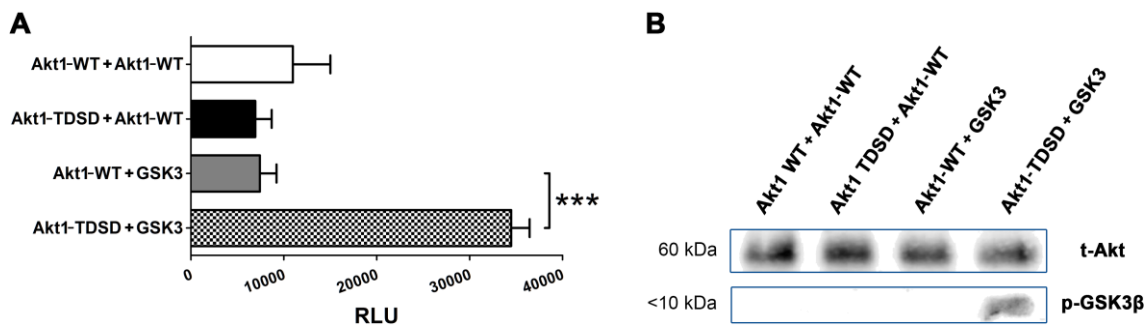 A
Akt1-WT + Akt1-WT
Akt1-TDSD + Akt1-WT
Akt1-WT + GSK3
Akt1-TDSD + GSK3
***
0 10000 20000 30000 40000
RLU
B
Akt1 WT + Akt1-WT
Akt1 TDSD + Akt1-WT
Akt1-WT + GSK3
Akt1-TDSD + GSK3
60 kDa t-Akt
<10 kDa p-GSK3β